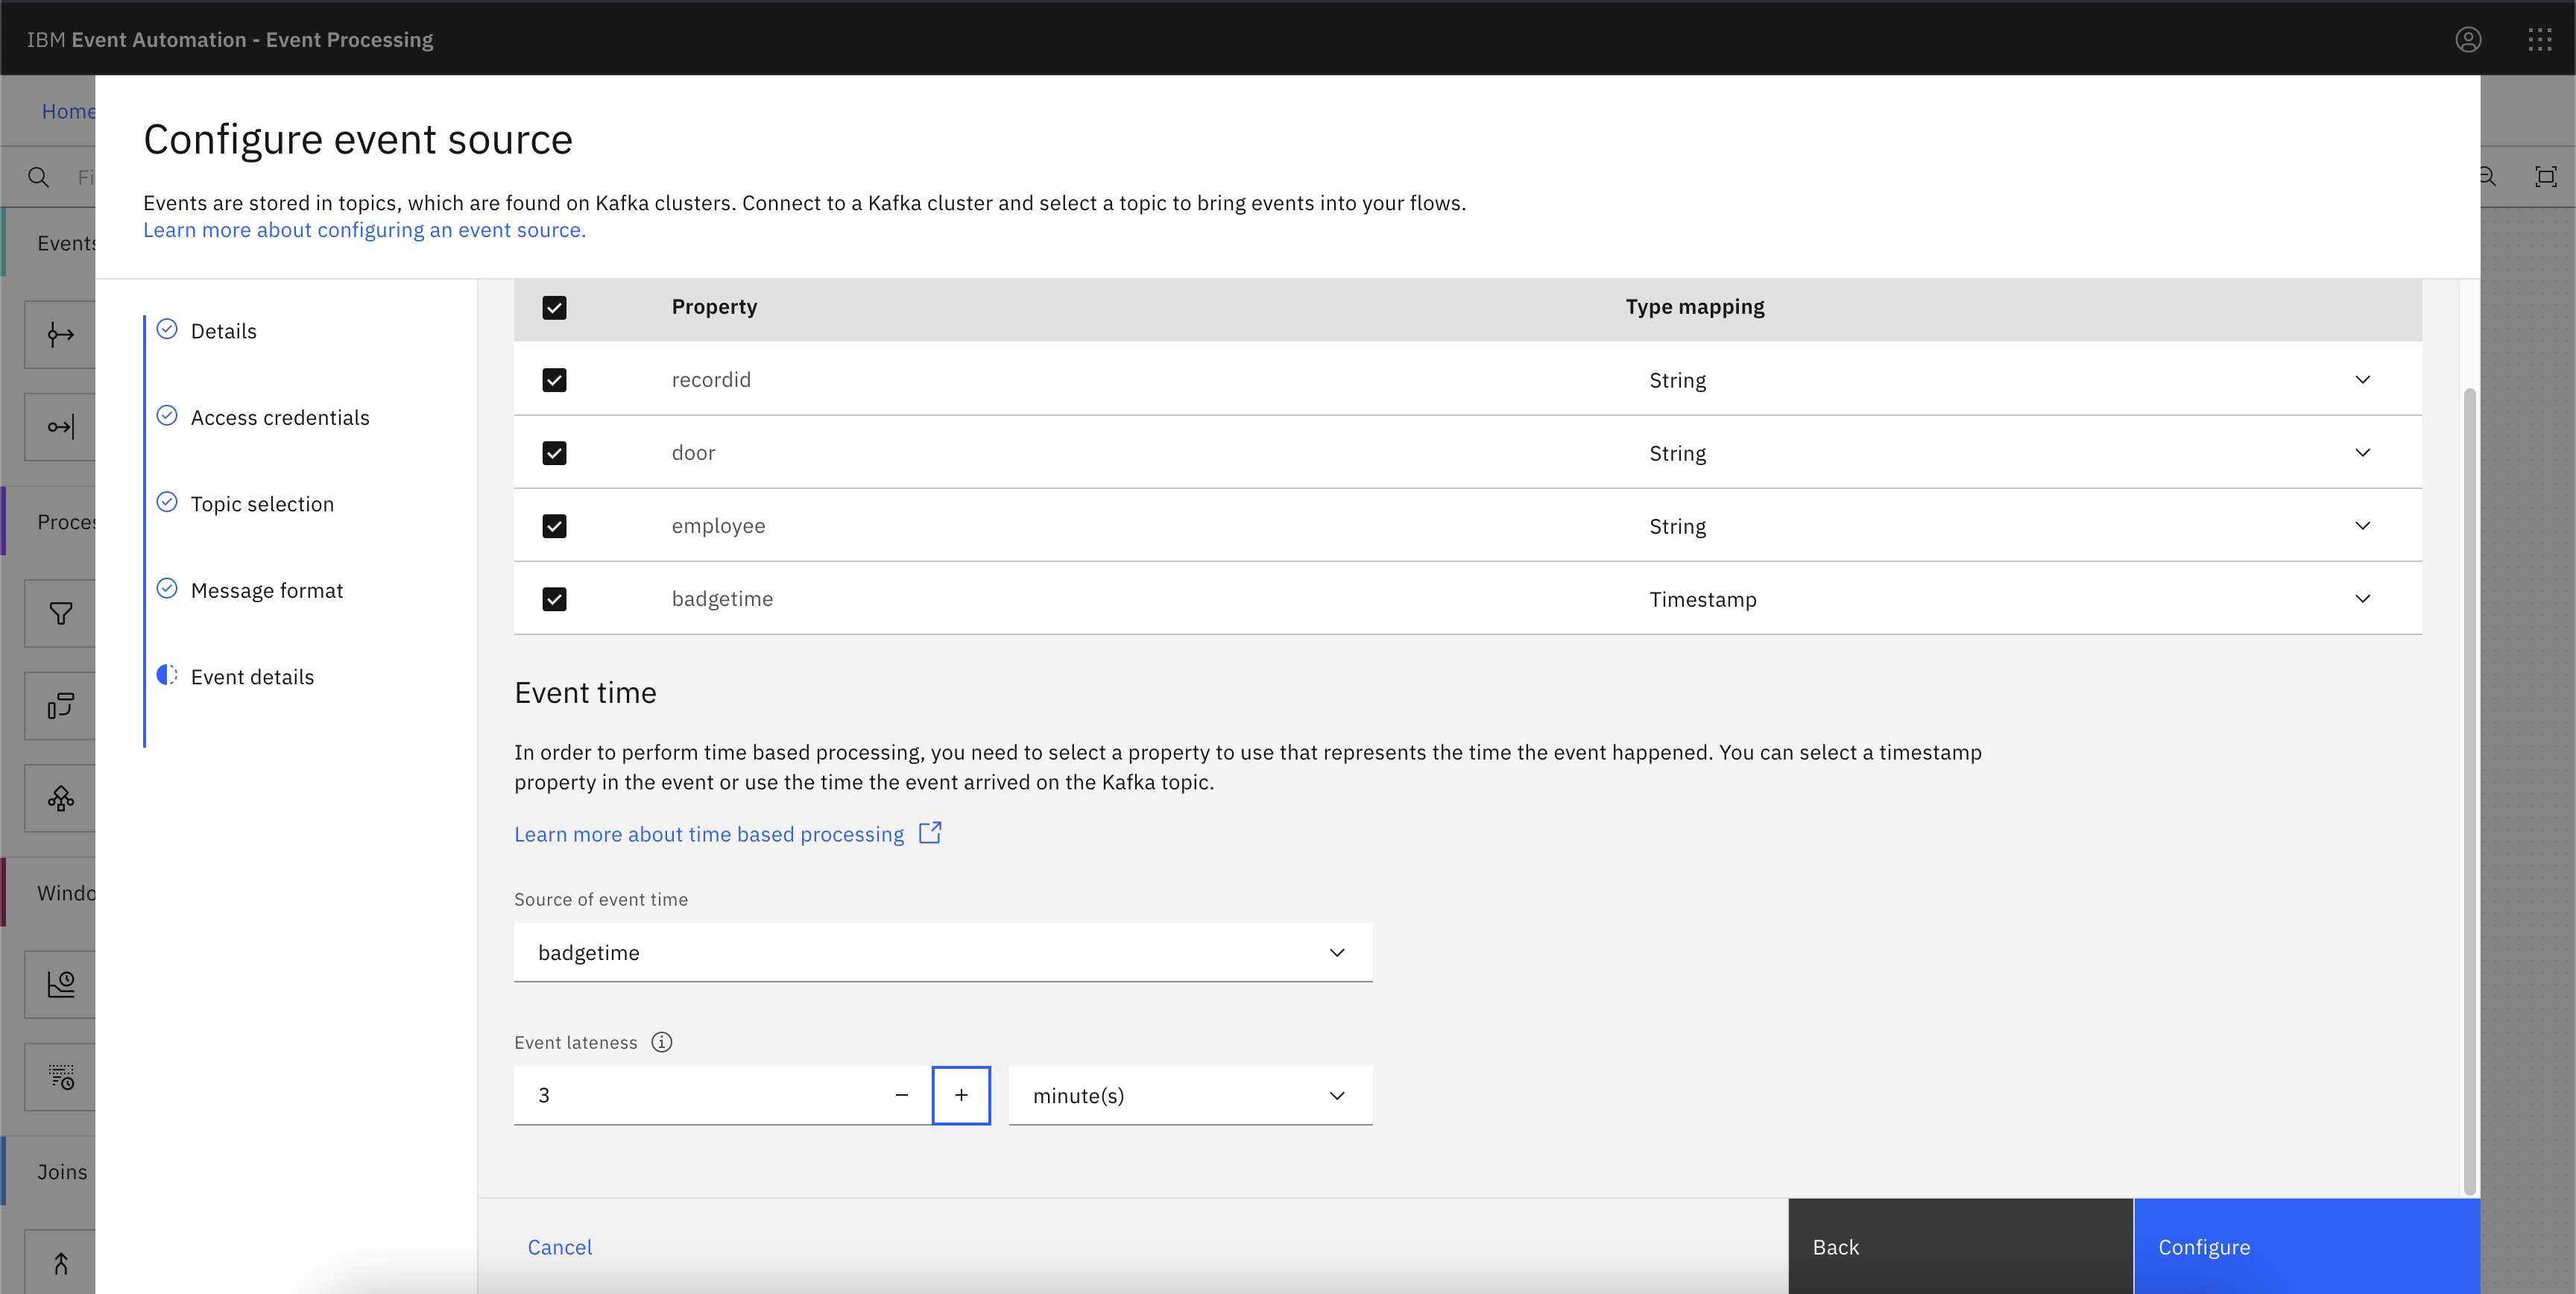 IBM Event Automation - Event Processing
Home
Configure event source
Events are stored in topics, which are found on Kafka clusters. Connect to a Kafka cluster and select a topic to bring events into your flows.
Learn more about configuring an event source.
Fi
Events
Proces
Windo
Joins
Details
Access credentials
Topic selection
Message format
Event details
Property Type mapping
recordid String
door String
employee String
badgetime Timestamp
Event time
In order to perform time based processing, you need to select a property to use that represents the time the event happened. You can select a timestamp
property in the event or use the time the event arrived on the Kafka topic.
Learn more about time based processing
Source of event time
badgetime
Event lateness
3 minute(s)
Cancel Back Configure